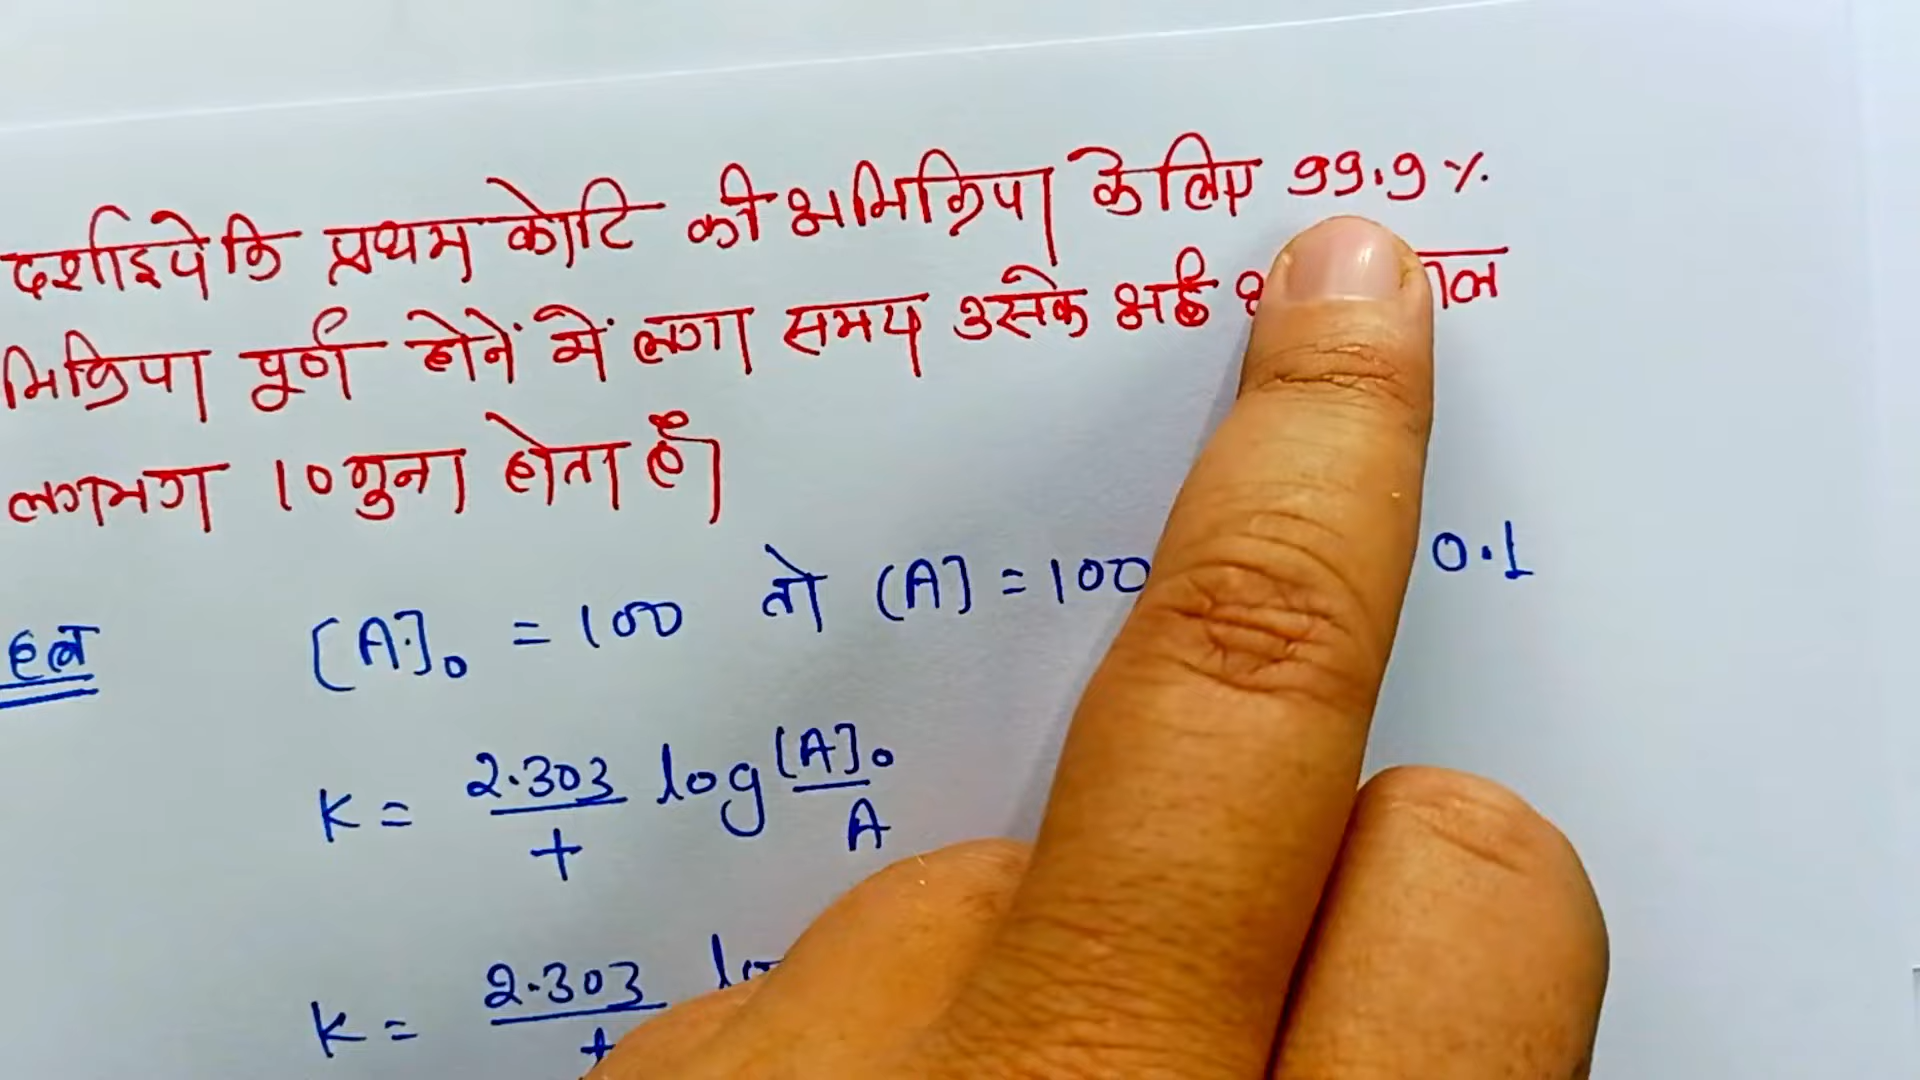 दर्शाइये कि प्रथम कोटि की अभिक्रिया के लिए 99.9%
भिक्रिया पूर्ण होनें में लगा समय उसके अर्द्ध
लगभग 10 गुना होता है।
हल [A]₀ = 100 तो [A] = 100 0.1
K = 2.303/t log [A]₀/A
K = 2.303/t